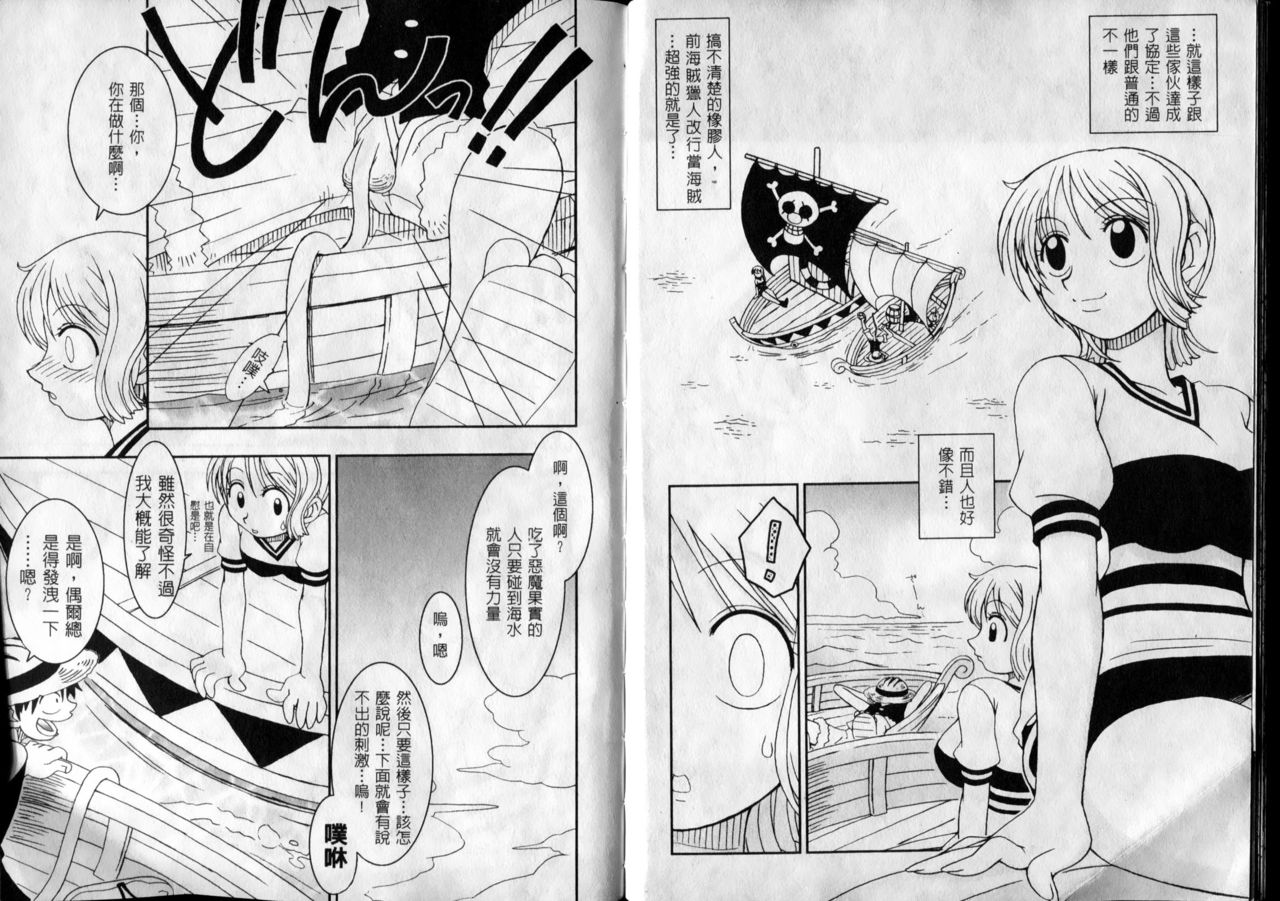 …就這樣子跟
這些傢伙達成
了協定…不過
他們跟普通的
不一樣
搞不清楚的橡膠人，
前海賊獵人改行當海賊
…超強的就是了…
而且人也好
像不錯…
…!
どんっ!!
那個…你，
你在做什麼啊…
吱噗…
啊，這個啊？
吃了惡魔果實的
人只要碰到海水
就會沒有力量
嗚，嗯
然後只要這樣子…該怎
麼說呢…下面就會有說
不出的刺激…嗚！
噗咻
雖然很奇怪不過
我大概能了解
也就是在自
慰是吧…
是啊，偶爾總
是得發洩一下
……嗯？